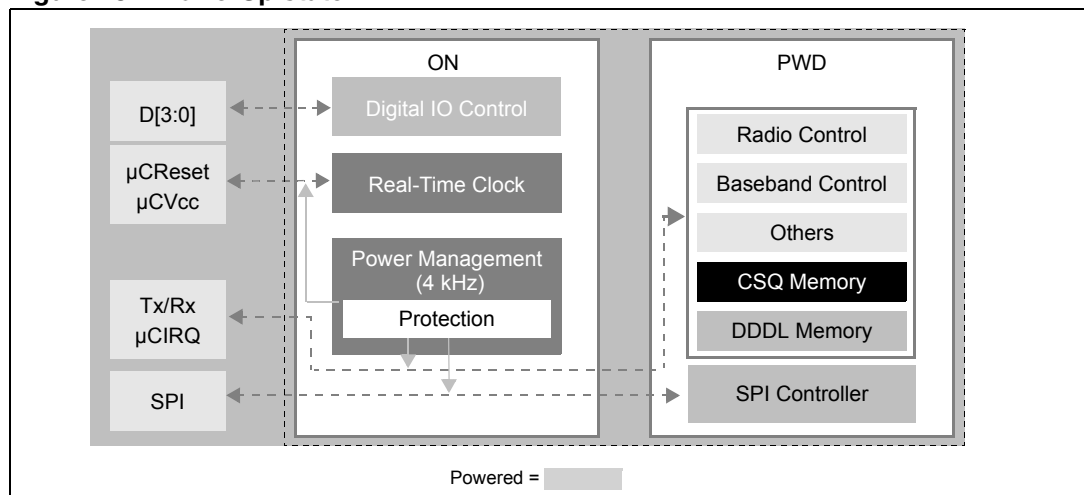 ON
PWD
D[3:0]
Digital IO Control
Radio Control
µCReset
µCVcc
Real-Time Clock
Baseband Control
Others
Power Management
(4 kHz)
CSQ Memory
Tx/Rx
µCIRQ
Protection
DDDL Memory
SPI
SPI Controller
Powered =